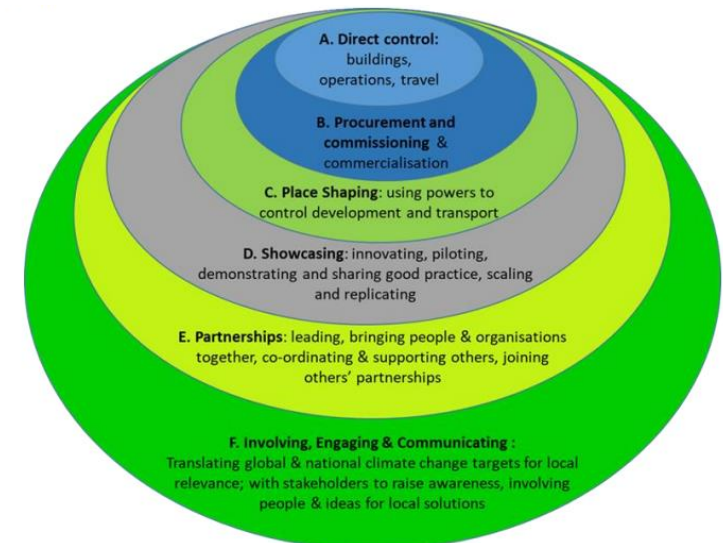 A. Direct control:
buildings,
operations, travel
B. Procurement and
commissioning &
commercialisation
C. Place Shaping: using powers to
control development and transport
D. Showcasing: innovating, piloting,
demonstrating and sharing good practice, scaling
and replicating
E. Partnerships: leading, bringing people & organisations
together, co-ordinating & supporting others, joining
others’ partnerships
F. Involving, Engaging & Communicating :
Translating global & national climate change targets for local
relevance; with stakeholders to raise awareness, involving
people & ideas for local solutions